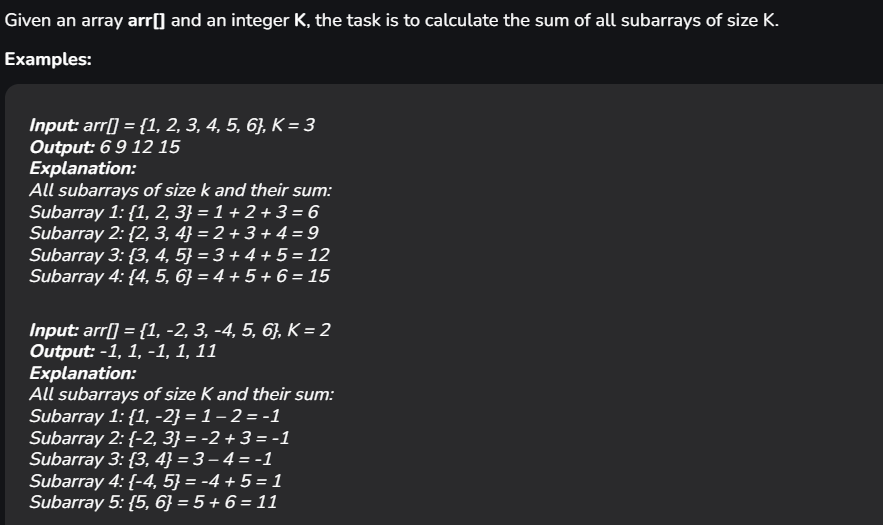 Given an array arr[] and an integer K, the task is to calculate the sum of all subarrays of size K.
Examples:
Input: arr[] = {1, 2, 3, 4, 5, 6}, K = 3
Output: 6 9 12 15
Explanation:
All subarrays of size k and their sum:
Subarray 1: {1, 2, 3} = 1 + 2 + 3 = 6
Subarray 2: {2, 3, 4} = 2 + 3 + 4 = 9
Subarray 3: {3, 4, 5} = 3 + 4 + 5 = 12
Subarray 4: {4, 5, 6} = 4 + 5 + 6 = 15
Input: arr[] = {1, -2, 3, -4, 5, 6}, K = 2
Output: -1, 1, -1, 1, 11
Explanation:
All subarrays of size K and their sum:
Subarray 1: {1, -2} = 1 – 2 = -1
Subarray 2: {-2, 3} = -2 + 3 = -1
Subarray 3: {3, 4} = 3 – 4 = -1
Subarray 4: {-4, 5} = -4 + 5 = 1
Subarray 5: {5, 6} = 5 + 6 = 11